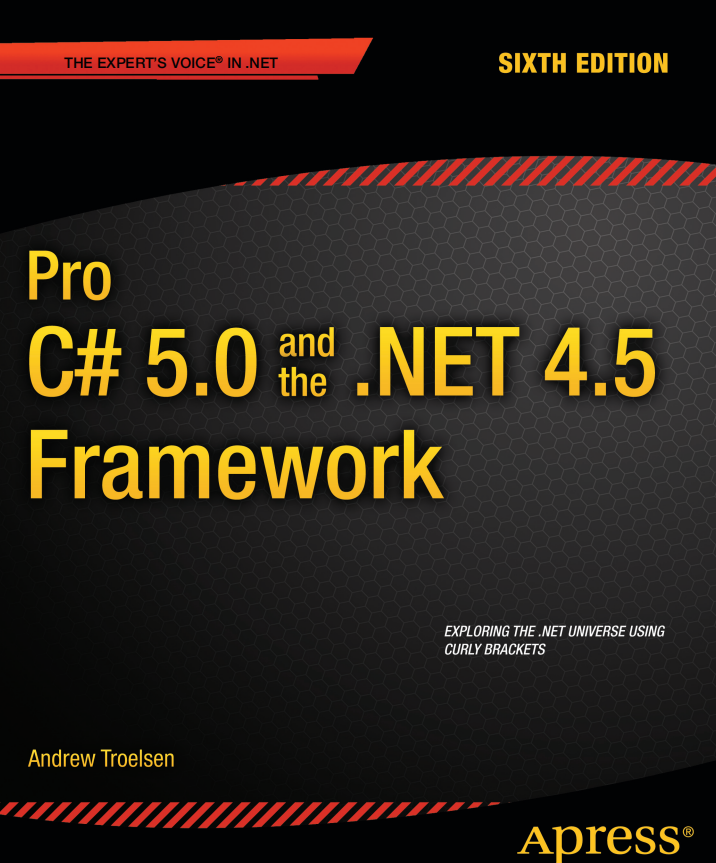 THE EXPERT'S VOICE® IN .NET
SIXTH EDITION
Pro
C# 5.0 and the .NET 4.5
Framework
EXPLORING THE .NET UNIVERSE USING
CURLY BRACKETS
Andrew Troelsen
Apress®